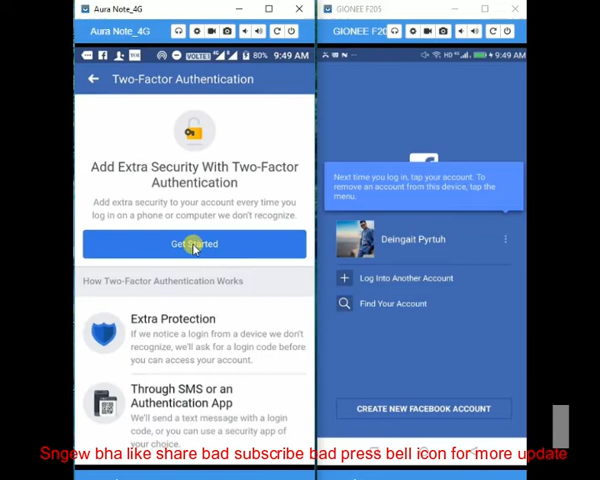 Aura Note_4G
Aura Note_4G
VOLTE 80% 9:49 AM
Two-Factor Authentication
Add Extra Security With Two-Factor
Authentication
Add extra security to your account every time you
log in on a phone or computer we don't recognize.
Get Started
How Two-Factor Authentication Works
Extra Protection
If we notice a login from a device we don't
recognize, we'll ask for a login code before
you can access your account.
Through SMS or an
Authentication App
We'll send a text message with a login
code, or you can use a security app of
your choice.
GIONEE F205
GIONEE F20
9:49 AM
Next time you log in, tap your account. To
remove an account from this device, tap the
menu.
Deingait Pyrtuh
Log Into Another Account
Find Your Account
CREATE NEW FACEBOOK ACCOUNT
Sngew bha like share bad subscribe bad press bell icon for more update